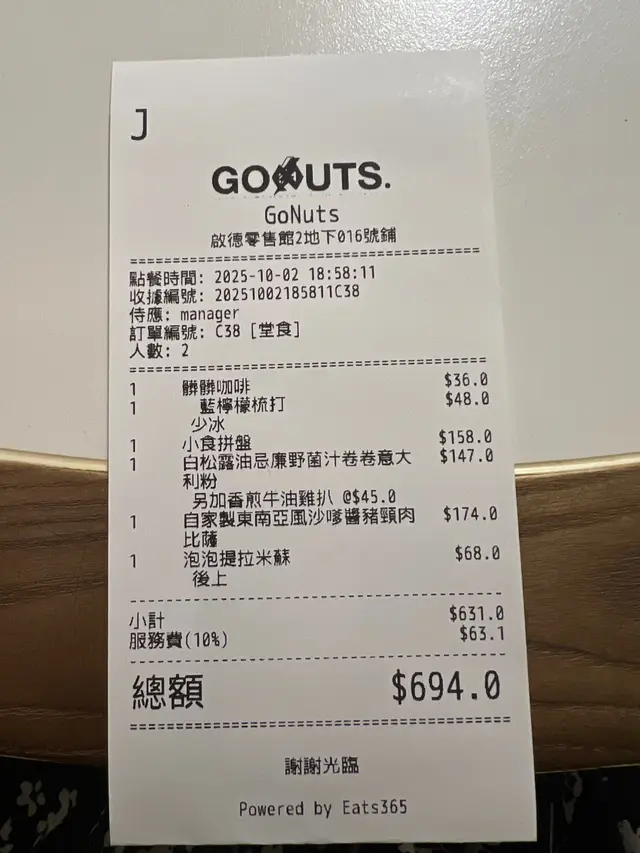 J
GONUTS.
GoNuts
啟德零售館2地下016號鋪
點餐時間: 2025-10-02 18:58:11
收據編號: 20251002185811C38
侍應: manager
訂單編號: C38 [堂食]
人數: 2
1 髒髒咖啡 $36.0
1 藍檸檬梳打 $48.0
少冰
1 小食拼盤 $158.0
1 白松露油忌廉野菌汁卷卷意大 $147.0
利粉
另加香煎牛油雞扒 @$45.0
1 自家製東南亞風沙嗲醬豬頸肉 $174.0
比薩
1 泡泡提拉米蘇 $68.0
後上
小計 $631.0
服務費(10%) $63.1
總額 $694.0
謝謝光臨
Powered by Eats365